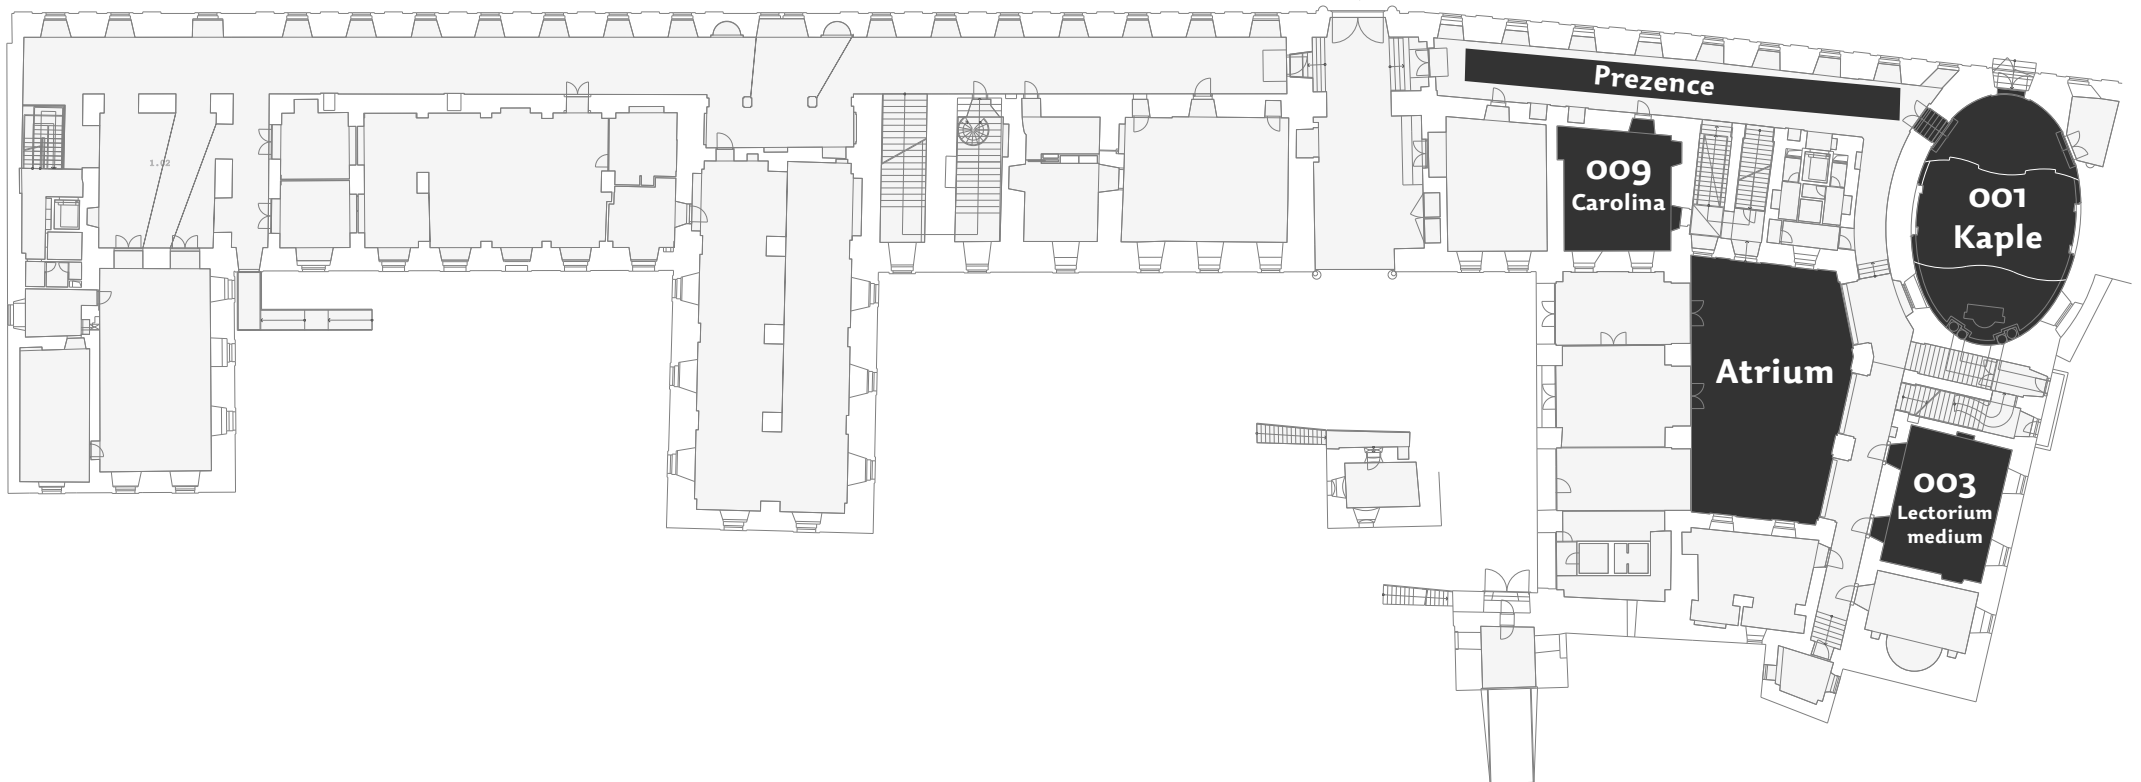 Prezence
009
Carolina
001
Kaple
1.02
Atrium
003
Lectorium
medium